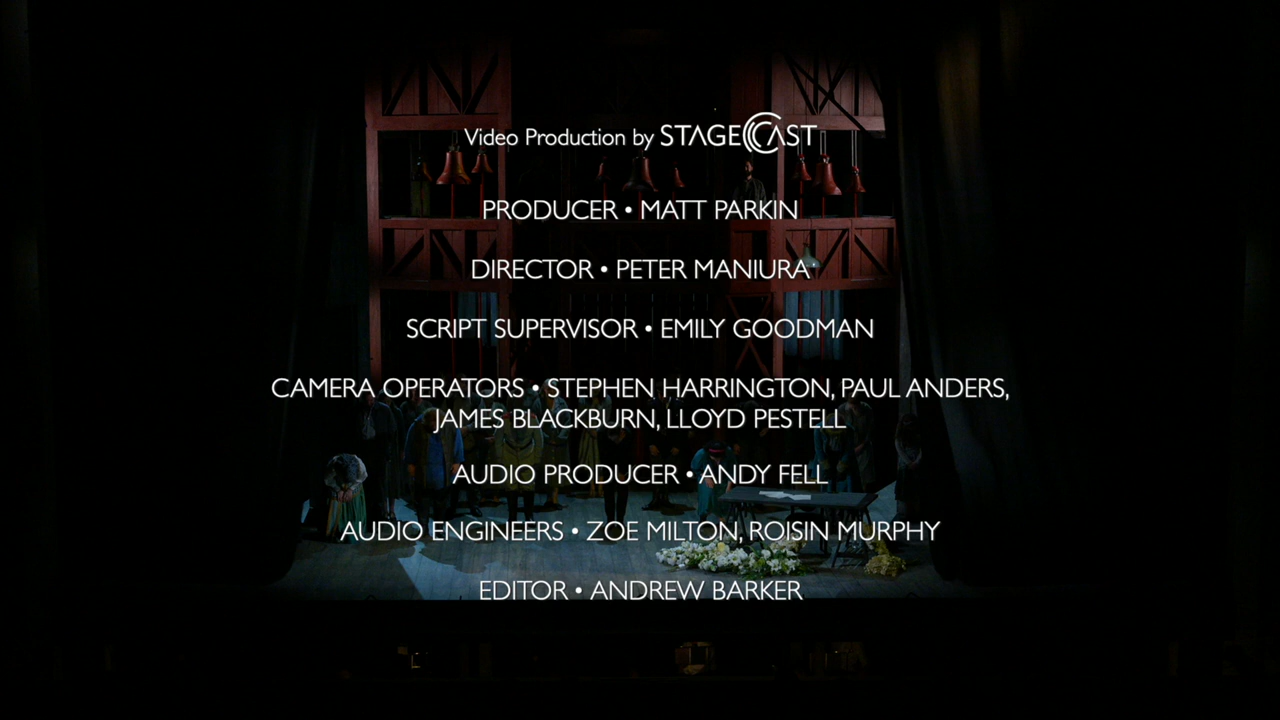 Video Production by STAGECAST
PRODUCER • MATT PARKIN
DIRECTOR • PETER MANIURA
SCRIPT SUPERVISOR • EMILY GOODMAN
CAMERA OPERATORS • STEPHEN HARRINGTON, PAUL ANDERS,
JAMES BLACKBURN, LLOYD PESTELL
AUDIO PRODUCER • ANDY FELL
AUDIO ENGINEERS • ZOE MILTON, ROISIN MURPHY
EDITOR • ANDREW BARKER